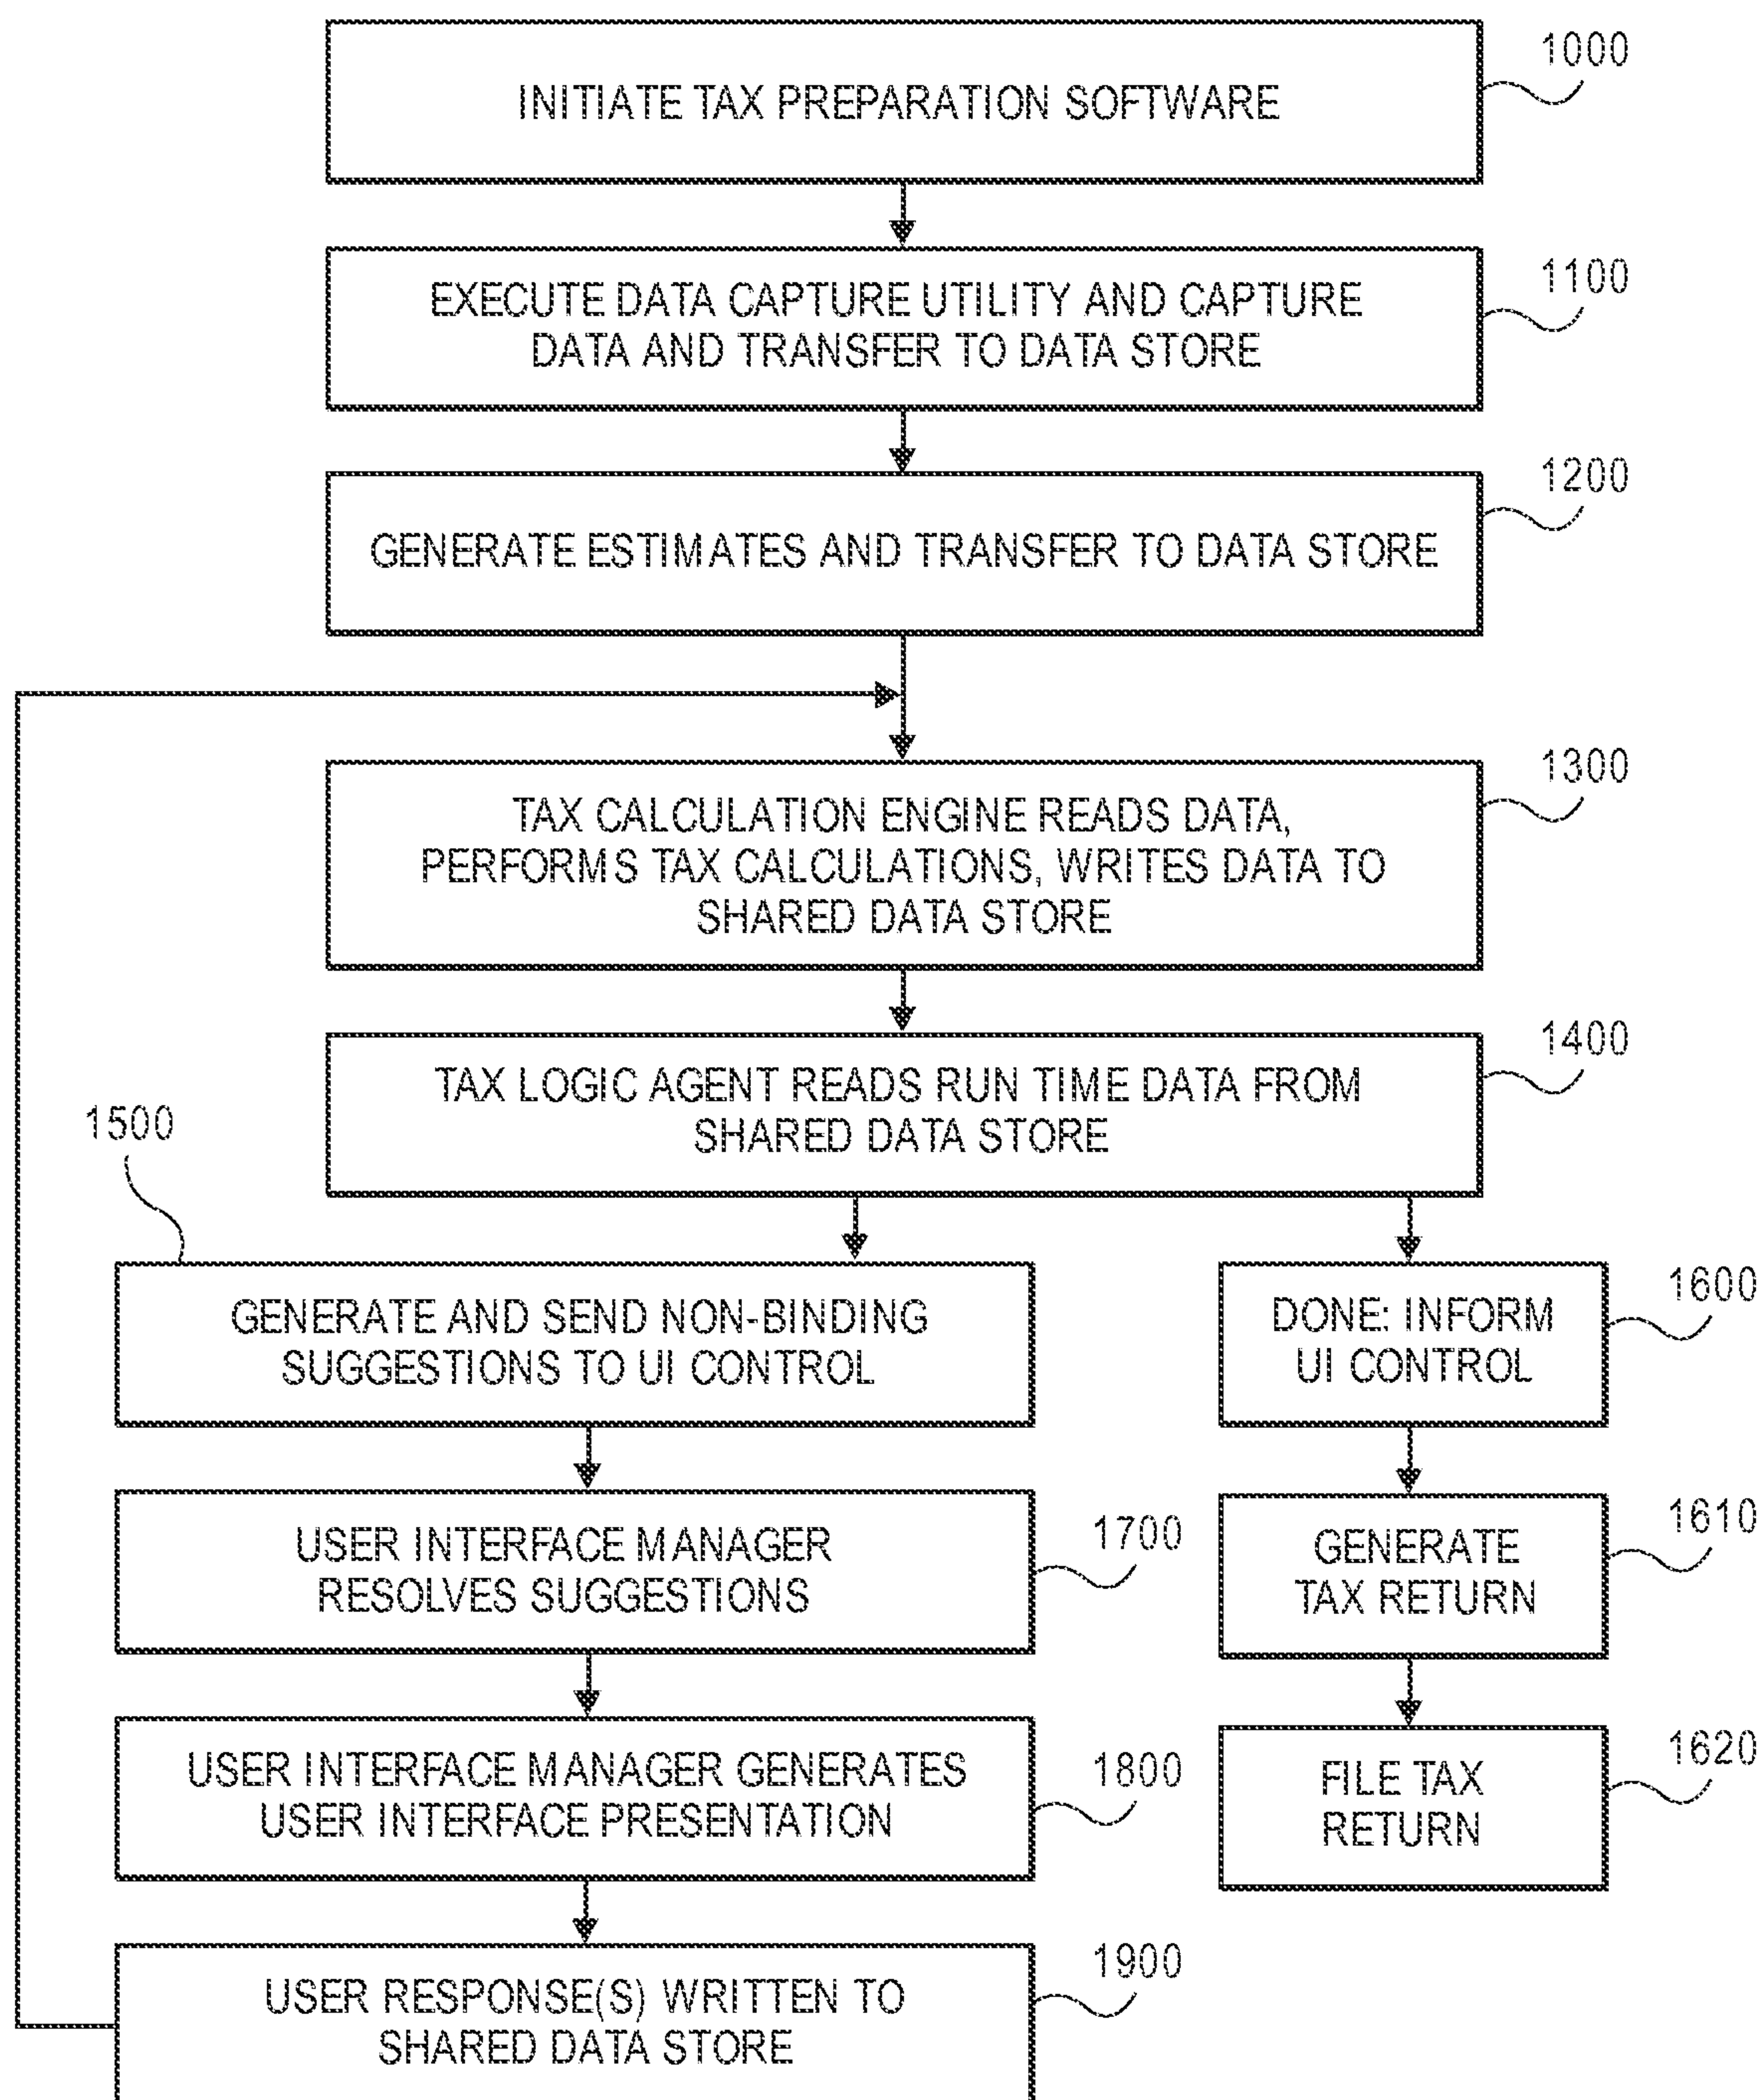 1000
INITIATE TAX PREPARATION SOFTWARE
1100
EXECUTE DATA CAPTURE UTILITY AND CAPTURE
DATA AND TRANSFER TO DATA STORE
1200
GENERATE ESTIMATES AND TRANSFER TO DATA STORE
1300
TAX CALCULATION ENGINE READS DATA,
PERFORMS TAX CALCULATIONS, WRITES DATA TO
SHARED DATA STORE
1400
TAX LOGIC AGENT READS RUN TIME DATA FROM
SHARED DATA STORE
1500
GENERATE AND SEND NON-BINDING
SUGGESTIONS TO UI CONTROL
1600
DONE: INFORM
UI CONTROL
1700
USER INTERFACE MANAGER
RESOLVES SUGGESTIONS
1610
GENERATE
TAX RETURN
1800
USER INTERFACE MANAGER GENERATES
USER INTERFACE PRESENTATION
1620
FILE TAX
RETURN
1900
USER RESPONSE(S) WRITTEN TO
SHARED DATA STORE